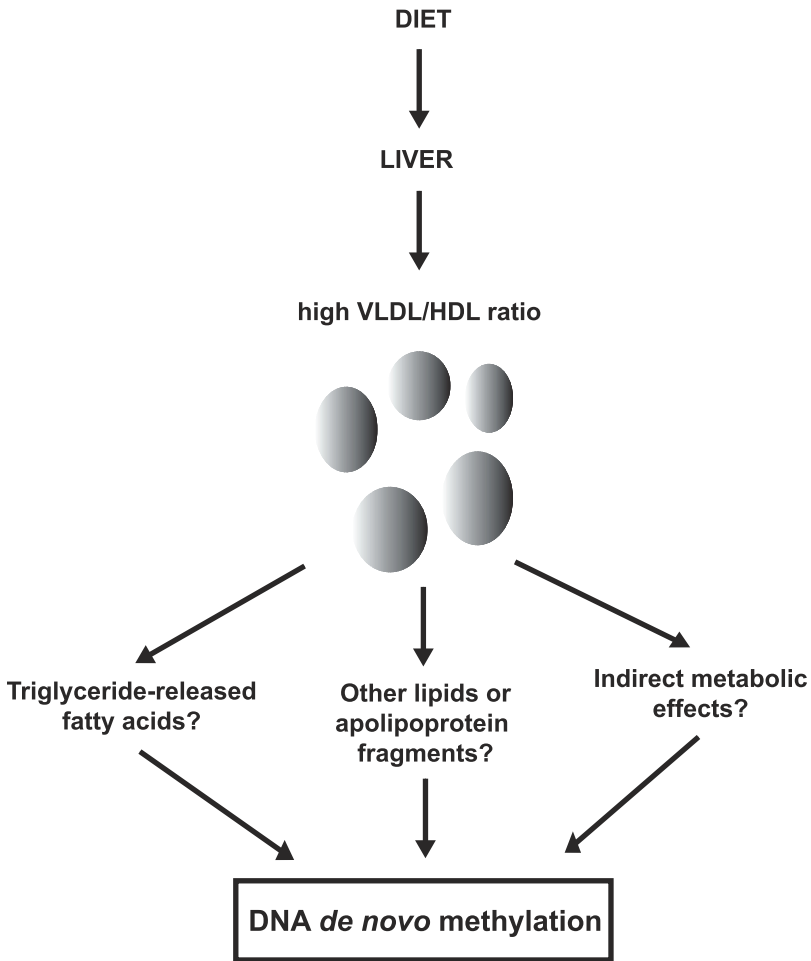 DIET
LIVER
high VLDL/HDL ratio
Triglyceride-released
fatty acids?
Other lipids or
apolipoprotein
fragments?
Indirect metabolic
effects?
DNA de novo methylation